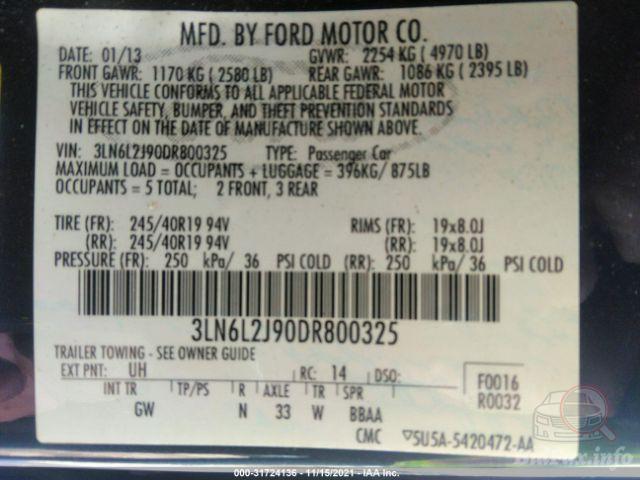 MFD. BY FORD MOTOR CO.
DATE: 01/13 GVWR: 2254 KG ( 4970 LB)
FRONT GAWR: 1170 KG ( 2580 LB) REAR GAWR: 1086 KG ( 2395 LB)
THIS VEHICLE CONFORMS TO ALL APPLICABLE FEDERAL MOTOR
VEHICLE SAFETY, BUMPER, AND THEFT PREVENTION STANDARDS
IN EFFECT ON THE DATE OF MANUFACTURE SHOWN ABOVE.
VIN: 3LN6L2J90DR800325 TYPE: Passenger Car
MAXIMUM LOAD = OCCUPANTS + LUGGAGE = 396KG/ 875LB
OCCUPANTS = 5 TOTAL; 2 FRONT, 3 REAR
TIRE (FR): 245/40R19 94V RIMS (FR): 19x8.0J
(RR): 245/40R19 94V (RR): 19x8.0J
PRESSURE (FR): 250 kPa/ 36 PSI COLD (RR): 250 kPa/ 36 PSI COLD
3LN6L2J90DR800325
TRAILER TOWING - SEE OWNER GUIDE
EXT PNT: UH RC: 14 DSO: F0016
INT TR TP/PS R AXLE TR SPR R0032
GW N 33 W BBAA
CMC ▽5U5A-5420472-AA
Bidfax.info
000-31724136 - 11/15/2021 - IAA Inc.